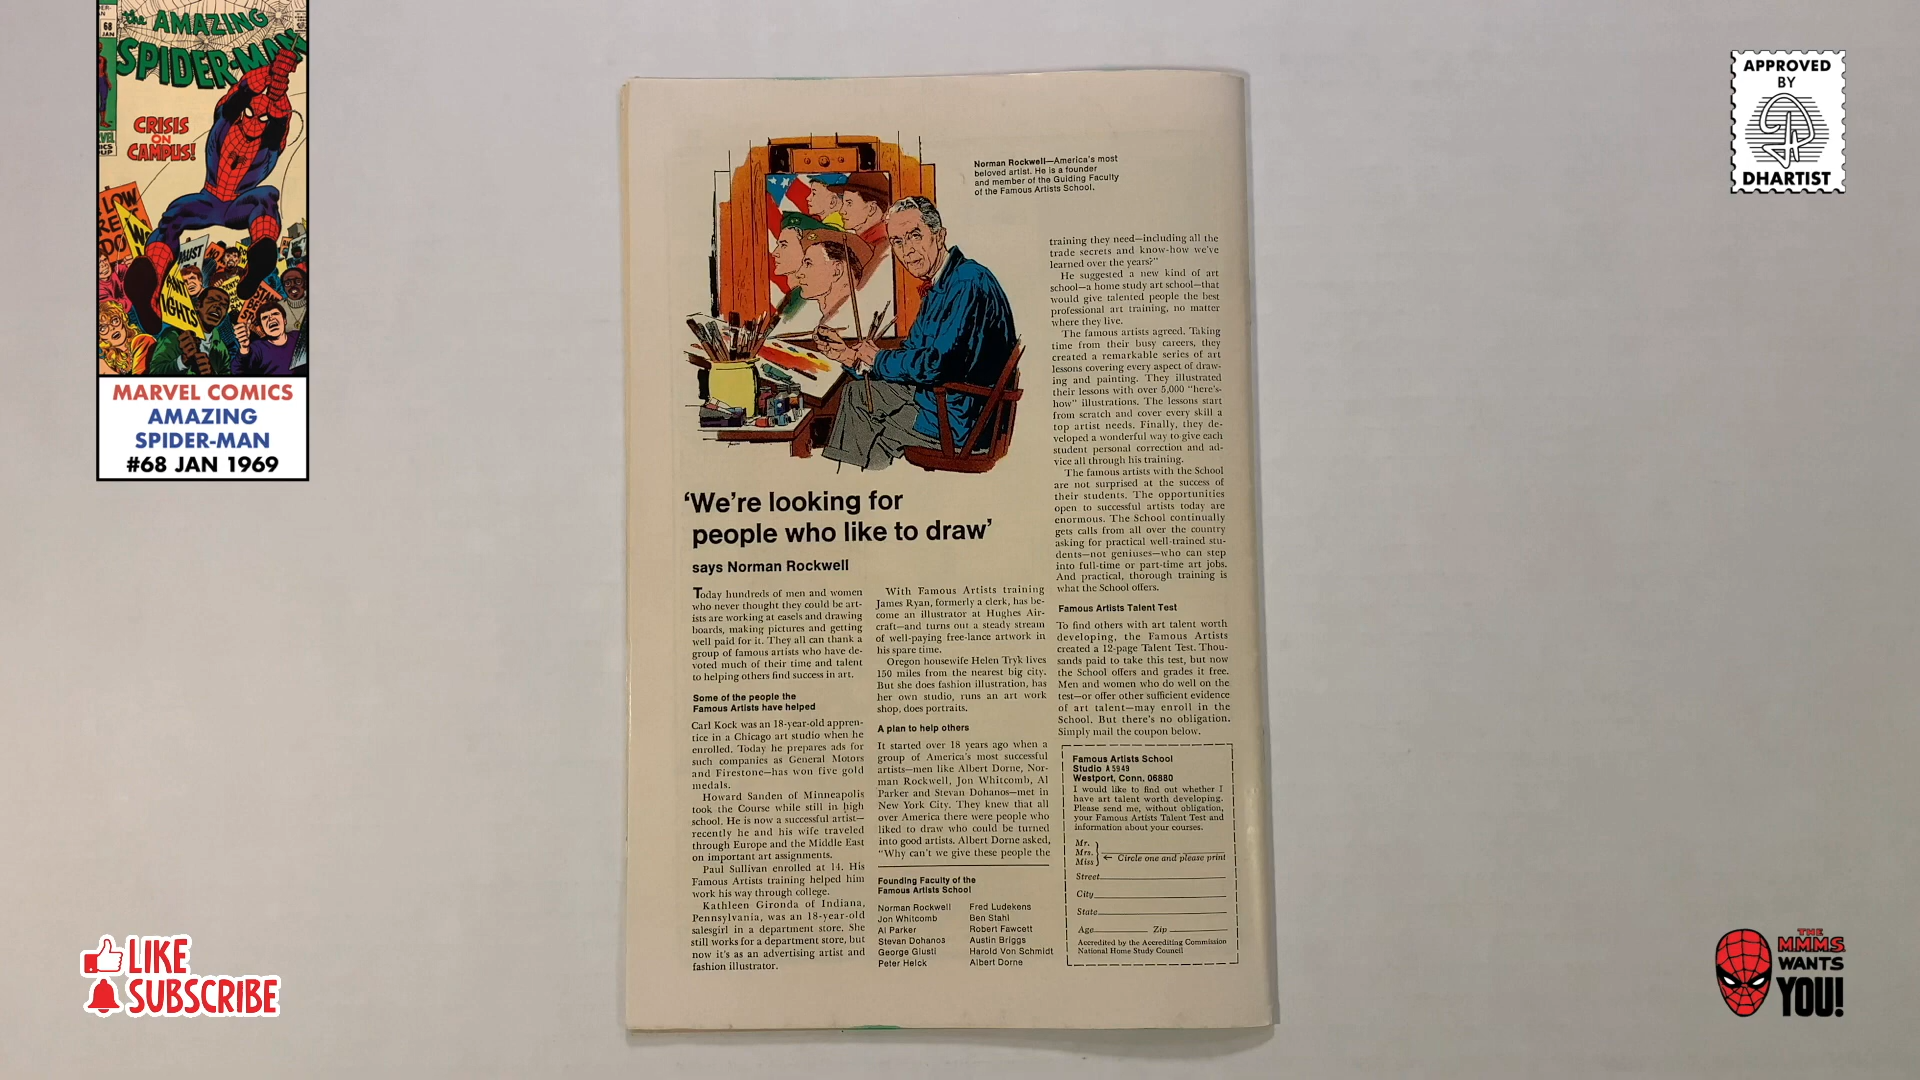 the AMAZING
SPIDER-MAN
68
JAN
CRISIS
ON
CAMPUS!
MARVEL COMICS
AMAZING
SPIDER-MAN
#68 JAN 1969
APPROVED
BY
DHARTIST
Norman Rockwell—America's most
beloved artist. He is a founder
and member of the Guiding Faculty
of the Famous Artists School.
'We're looking for
people who like to draw'
says Norman Rockwell
Today hundreds of men and women
who never thought they could be art-
ists are working at easels and drawing
boards, making pictures and getting
well paid for it. They all can thank a
group of famous artists who have de-
voted much of their time and talent
to helping others find success in art.
Some of the people the
Famous Artists have helped
Carl Kock was an 18-year-old appren-
tice in a Chicago art studio when he
enrolled. Today he prepares ads for
such companies as General Motors
and Firestone—has won five gold
medals.
Howard Sanden of Minneapolis
took the Course while still in high
school. He is now a successful artist—
recently he and his wife traveled
through Europe and the Middle East
on important art assignments.
Paul Sullivan enrolled at 14. His
Famous Artists training helped him
work his way through college.
Kathleen Gironda of Indiana,
Pennsylvania, was an 18-year-old
salesgirl in a department store. She
still works for a department store, but
now it's as an advertising artist and
fashion illustrator.
With Famous Artists training
James Ryan, formerly a clerk, has be-
come an illustrator at Hughes Air-
craft—and turns out a steady stream
of well-paying free-lance artwork in
his spare time.
Oregon housewife Helen Tryk lives
150 miles from the nearest big city.
But she does fashion illustration, has
her own studio, runs an art work
shop, does portraits.
A plan to help others
It started over 18 years ago when a
group of America's most successful
artists—men like Albert Dorne, Nor-
man Rockwell, Jon Whitcomb, Al
Parker and Stevan Dohanos—met in
New York City. They knew that all
over America there were people who
liked to draw who could be turned
into good artists. Albert Dorne asked,
"Why can't we give these people the
Founding Faculty of the
Famous Artists School
Norman Rockwell
Jon Whitcomb
Al Parker
Stevan Dohanos
George Giusti
Peter Helck
Fred Ludekens
Ben Stahl
Robert Fawcett
Austin Briggs
Harold Von Schmidt
Albert Dorne
training they need—including all the
trade secrets and know-how we've
learned over the years?"
He suggested a new kind of art
school—a home study art school—that
would give talented people the best
professional art training, no matter
where they live.
The famous artists agreed. Taking
time from their busy careers, they
created a remarkable series of art
lessons covering every aspect of draw-
ing and painting. They illustrated
their lessons with over 5,000 "here's-
how" illustrations. The lessons start
from scratch and cover every skill a
top artist needs. Finally, they de-
veloped a wonderful way to give each
student personal correction and ad-
vice all through his training.
The famous artists with the School
are not surprised at the success of
their students. The opportunities
open to successful artists today are
enormous. The School continually
gets calls from all over the country
asking for practical well-trained stu-
dents—not geniuses—who can step
into full-time or part-time art jobs.
And practical, thorough training is
what the School offers.
Famous Artists Talent Test
To find others with art talent worth
developing, the Famous Artists
created a 12-page Talent Test. Thou-
sands paid to take this test, but now
the School offers and grades it free.
Men and women who do well on the
test—or offer other sufficient evidence
of art talent—may enroll in the
School. But there's no obligation.
Simply mail the coupon below.
Famous Artists School
Studio A5949
Westport, Conn. 06880
I would like to find out whether I
have art talent worth developing.
Please send me, without obligation,
your Famous Artists Talent Test and
information about your courses.
Mr.
Mrs.
Miss
← Circle one and please print
Street
City
State
Age Zip
Accredited by the Accrediting Commission
National Home Study Council
LIKE
SUBSCRIBE
THE
MMMS
WANTS
YOU!